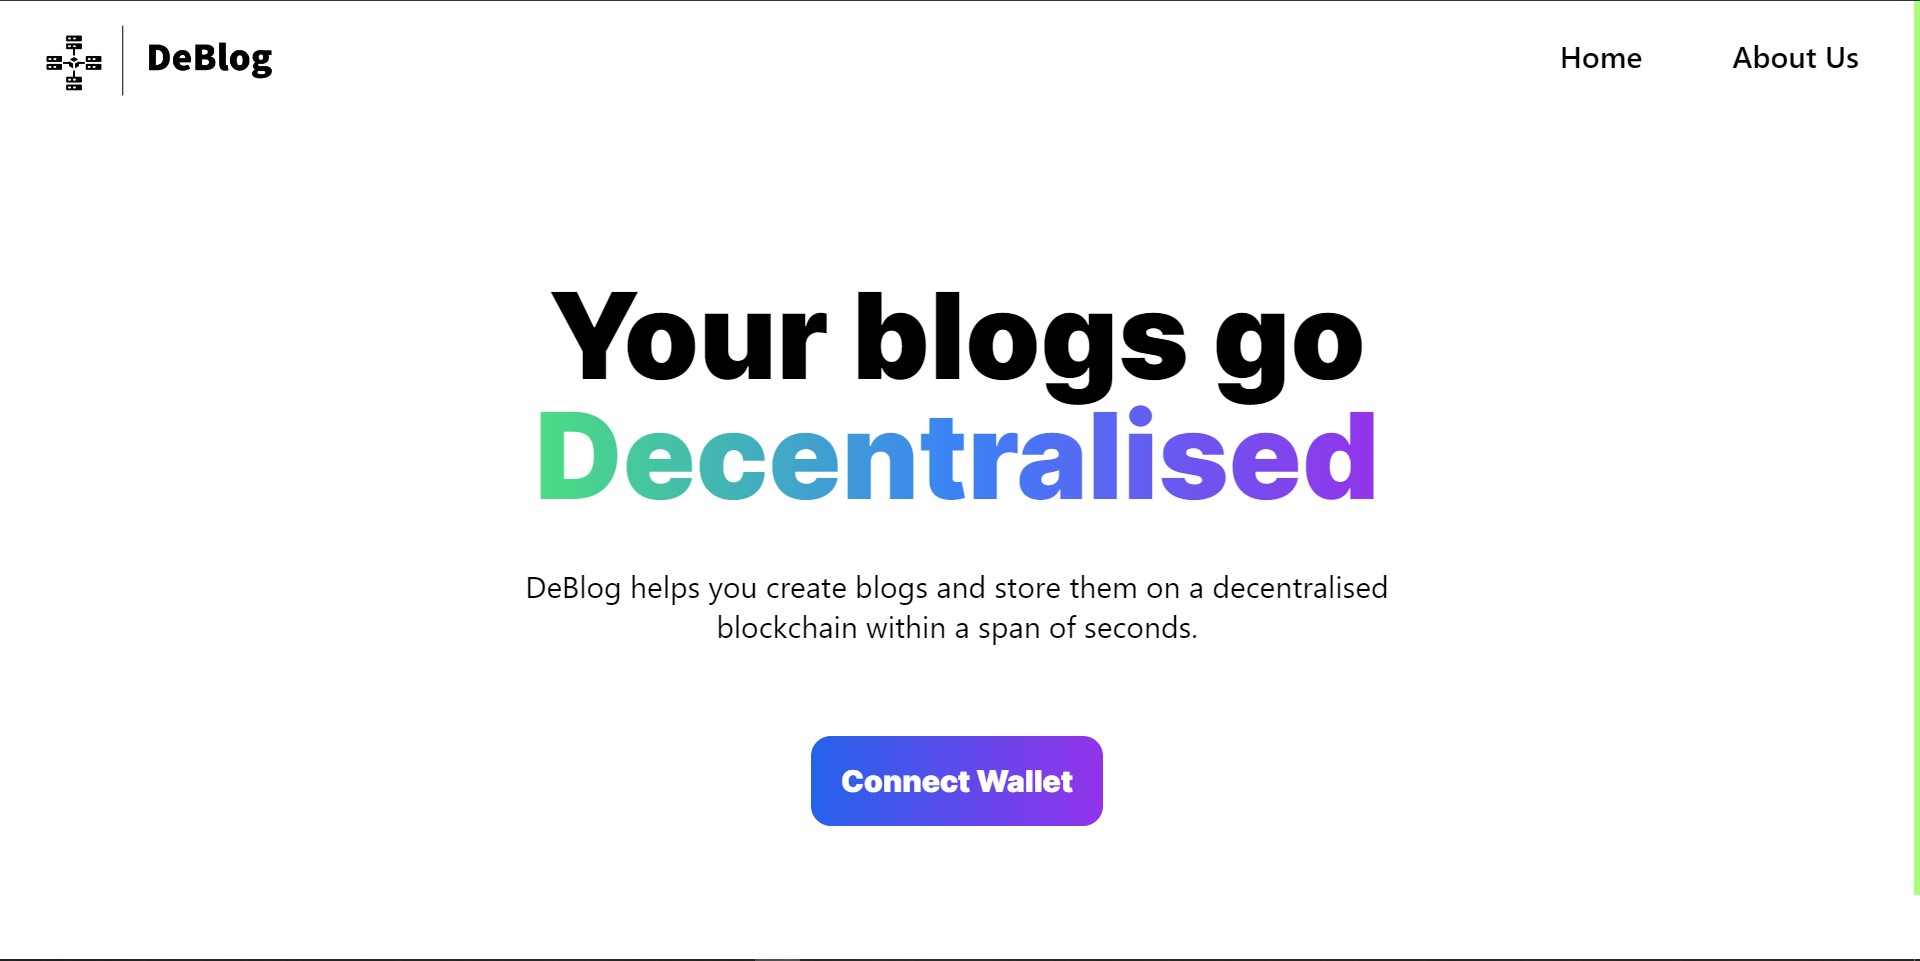 DeBlog
Home
About Us
Your blogs go
Decentralised
DeBlog helps you create blogs and store them on a decentralised
blockchain within a span of seconds.
Connect Wallet